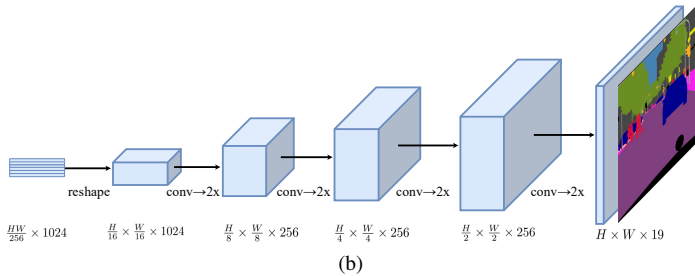 reshape conv→2x conv→2x conv→2x conv→2x
HW/256 × 1024 H/16 × W/16 × 1024 H/8 × W/8 × 256 H/4 × W/4 × 256 H/2 × W/2 × 256 H × W × 19
(b)